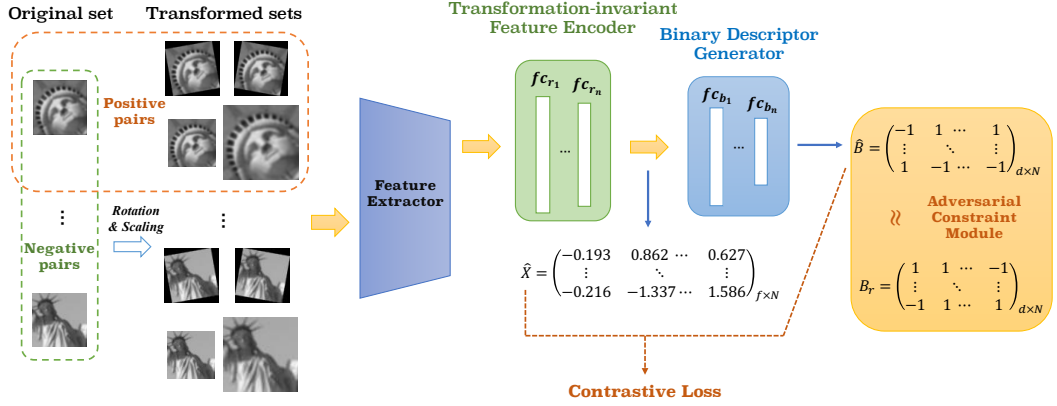 Original set
Transformed sets
Positive
pairs
⋮
Negative
pairs
Rotation
& Scaling
⋮
Feature
Extractor
Transformation-invariant
Feature Encoder
fc_{r_1} fc_{r_n}
...
Binary Descriptor
Generator
fc_{b_1} fc_{b_n}
...
X̂ = (−0.193 0.862 ⋯ 0.627
⋮ ⋱ ⋮
−0.216 −1.337 ⋯ 1.586)_{f×N}
Contrastive Loss
B̂ = (−1 1 ⋯ 1
⋮ ⋱ ⋮
1 −1 ⋯ −1)_{d×N}
≈
Adversarial
Constraint
Module
B_r = (1 1 ⋯ −1
⋮ ⋱ ⋮
−1 1 ⋯ 1)_{d×N}